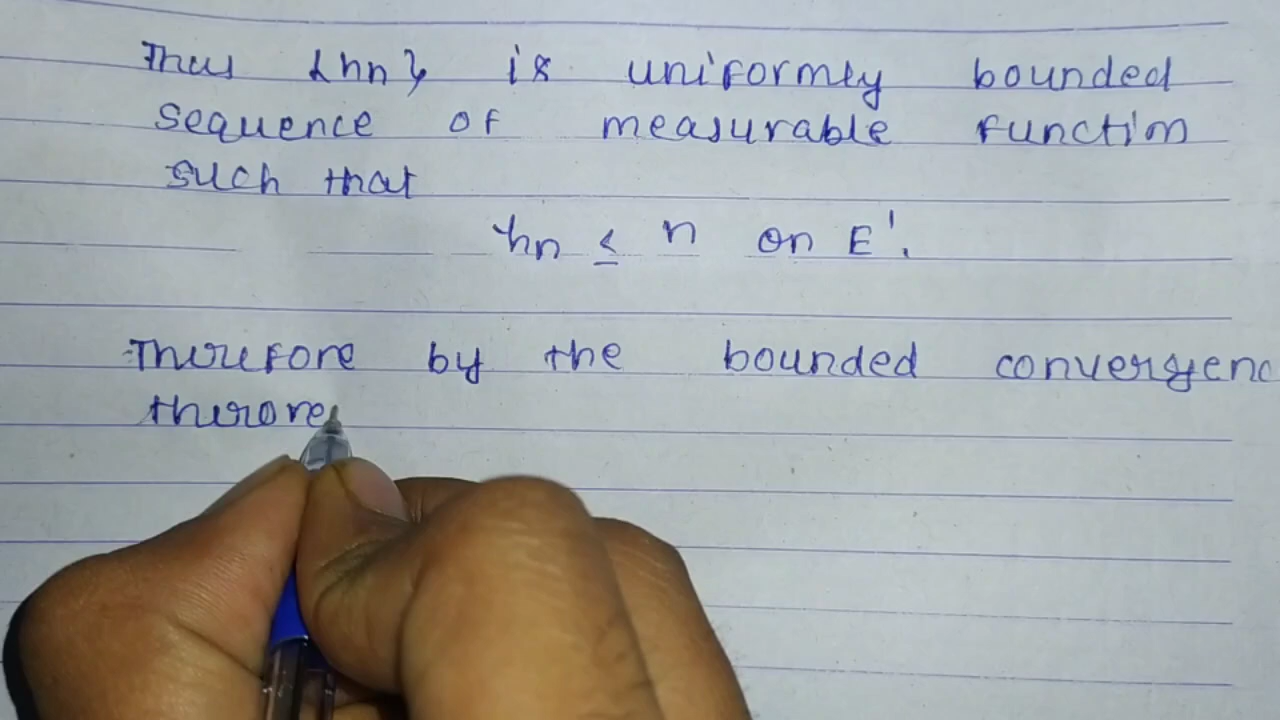 Thus {hn} is uniformly bounded
sequence of measurable function
such that
hn ≤ n on E'.
Therefore by the bounded convergenc
therore